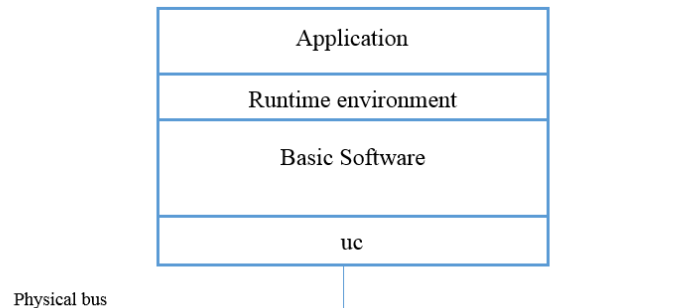 Application
Runtime environment
Basic Software
uc
Physical bus